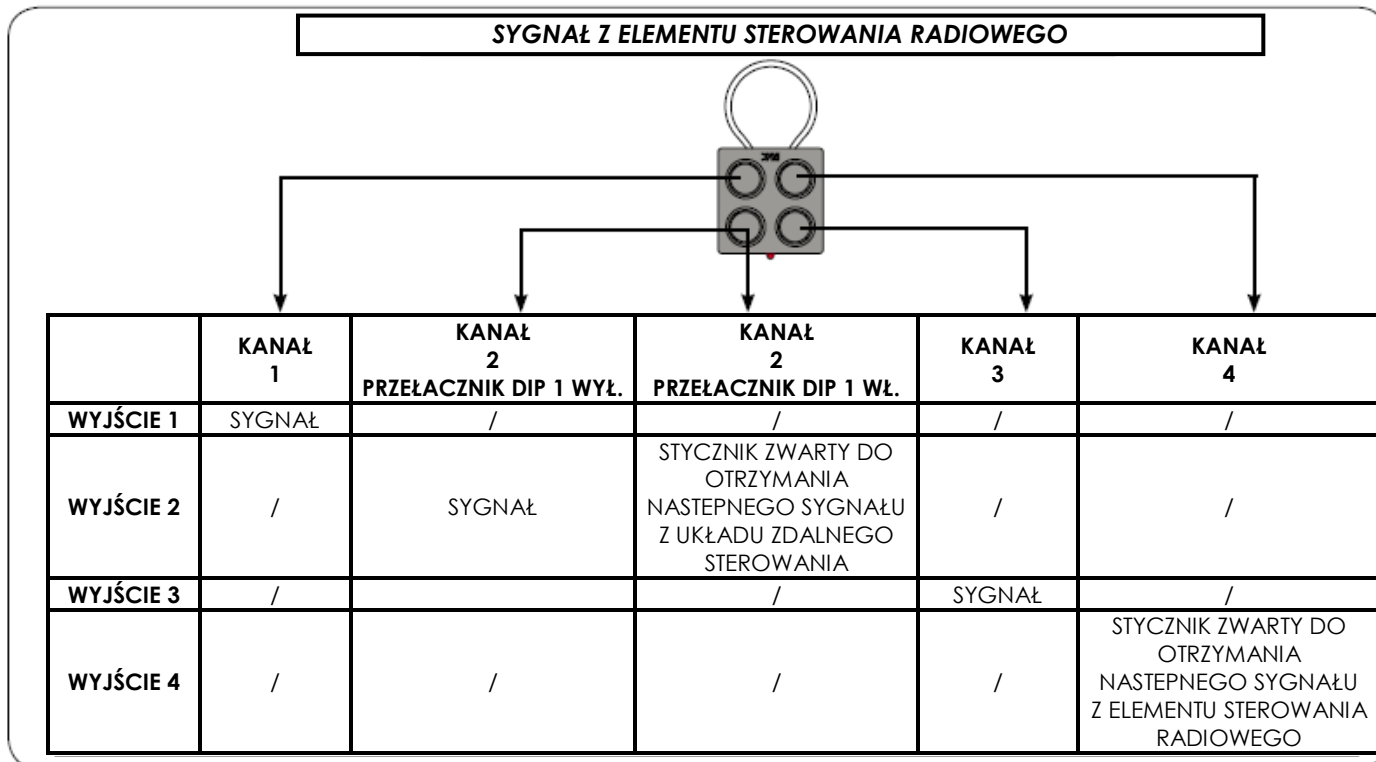 SYGNAŁ Z ELEMENTU STEROWANIA RADIOWEGO
KANAŁ
1
KANAŁ
2
PRZEŁACZNIK DIP 1 WYŁ.
KANAŁ
2
PRZEŁACZNIK DIP 1 WŁ.
KANAŁ
3
KANAŁ
4
WYJŚCIE 1 SYGNAŁ / / / /
WYJŚCIE 2 / SYGNAŁ
STYCZNIK ZWARTY DO
OTRZYMANIA
NASTEPNEGO SYGNAŁU
Z UKŁADU ZDALNEGO
STEROWANIA
/ /
WYJŚCIE 3 / / SYGNAŁ /
WYJŚCIE 4 / / / /
STYCZNIK ZWARTY DO
OTRZYMANIA
NASTEPNEGO SYGNAŁU
Z ELEMENTU STEROWANIA
RADIOWEGO